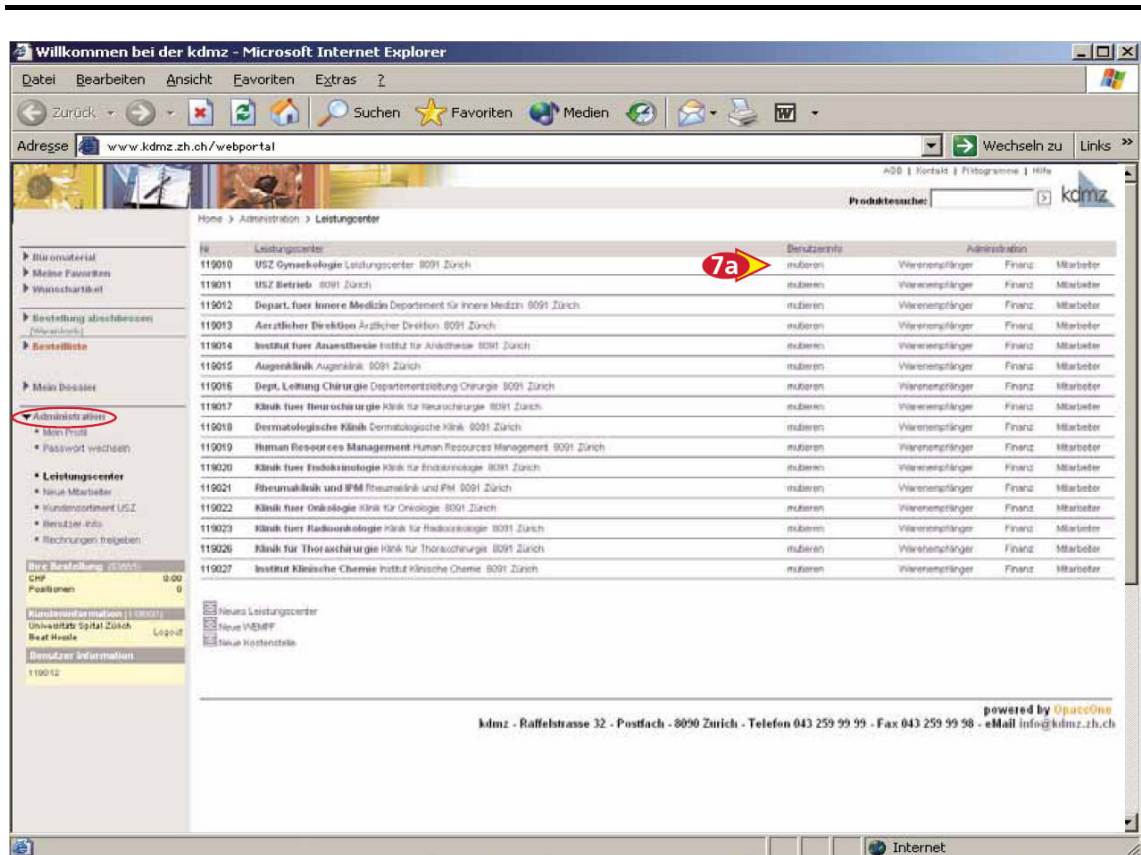 Willkommen bei der kdmz - Microsoft Internet Explorer
Datei Bearbeiten Ansicht Favoriten Extras ?
Zurück Suchen Favoriten Medien
Adresse www.kdmz.zh.ch/webportal Wechseln zu Links »
AGB | Kontakt | Piktogramme | Hilfe
Produktesuche: kdmz
Home > Administration > Leistungcenter
Büromaterial
Meine Favoriten
Wunschartikel
Bestellung abschliessen
[Warenkorb]
Bestellliste
Mein Dossier
Administration
Mein Profil
Passwort wechseln
Leistungscenter
Neue Mitarbeiter
Kundensortiment USZ
Benutzer-Info
Rechnungen freigeben
Ihre Bestellung
CHF 0.00
Positionen 0
Kundeninformation
Universitäts Spital Zürich
Beat Logout
Benutzer Information
119012
Nr Leistungscenter Benutzerinfo Administration
7a
119010 USZ Gynaekologie Leistungscenter 8091 Zürich mutieren Warenempfänger Finanz Mitarbeiter
119011 USZ Betrieb 8091 Zürich mutieren Warenempfänger Finanz Mitarbeiter
119012 Depart. fuer Innere Medizin Departement für Innere Medizin 8091 Zürich mutieren Warenempfänger Finanz Mitarbeiter
119013 Aerztlicher Direktion Ärztlicher Direktion 8091 Zürich mutieren Warenempfänger Finanz Mitarbeiter
119014 Institut fuer Anaesthesie Institut für Anästhesie 8091 Zürich mutieren Warenempfänger Finanz Mitarbeiter
119015 Augenklinik Augenklinik 8091 Zürich mutieren Warenempfänger Finanz Mitarbeiter
119016 Dept. Leitung Chirurgie Departementsleitung Chirurgie 8091 Zürich mutieren Warenempfänger Finanz Mitarbeiter
119017 Klinik fuer Neurochirurgie Klinik für Neurochirurgie 8091 Zürich mutieren Warenempfänger Finanz Mitarbeiter
119018 Dermatologische Klinik Dermatologische Klinik 8091 Zürich mutieren Warenempfänger Finanz Mitarbeiter
119019 Human Resources Management Human Resources Management 8091 Zürich mutieren Warenempfänger Finanz Mitarbeiter
119020 Klinik fuer Endokrinologie Klinik für Endokrinologie 8091 Zürich mutieren Warenempfänger Finanz Mitarbeiter
119021 Rheumaklinik und IPM Rheumaklinik und IPM 8091 Zürich mutieren Warenempfänger Finanz Mitarbeiter
119022 Klinik fuer Onkologie Klinik für Onkologie 8091 Zürich mutieren Warenempfänger Finanz Mitarbeiter
119023 Klinik fuer Radioonkologie Klinik für Radioonkologie 8091 Zürich mutieren Warenempfänger Finanz Mitarbeiter
119026 Klinik für Thoraxchirurgie Klinik für Thoraxchirurgie 8091 Zürich mutieren Warenempfänger Finanz Mitarbeiter
119027 Institut Klinische Chemie Institut Klinische Chemie 8091 Zürich mutieren Warenempfänger Finanz Mitarbeiter
Neues Leistungscenter
Neue WEMPF
Neue Kostenstelle
powered by OpaccOne
kdmz - Raffelstrasse 32 - Postfach - 8090 Zurich - Telefon 043 259 99 99 - Fax 043 259 99 98 - eMail info@kdmz.zh.ch
Internet